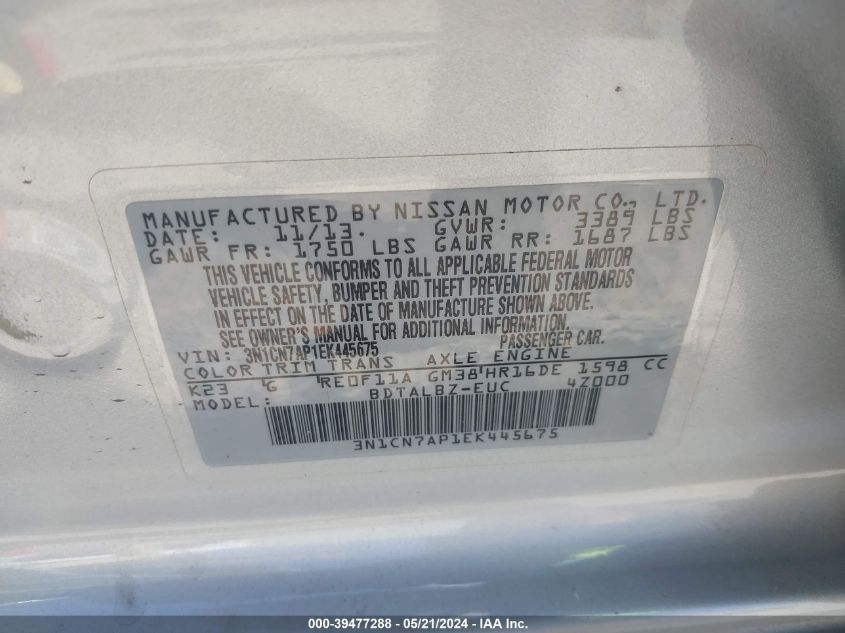 MANUFACTURED BY NISSAN MOTOR CO., LTD.
DATE: 11/13. GVWR: 3389 LBS
GAWR FR: 1750 LBS GAWR RR: 1687 LBS
THIS VEHICLE CONFORMS TO ALL APPLICABLE FEDERAL MOTOR
VEHICLE SAFETY, BUMPER AND THEFT PREVENTION STANDARDS
IN EFFECT ON THE DATE OF MANUFACTURE SHOWN ABOVE.
SEE OWNER'S MANUAL FOR ADDITIONAL INFORMATION.
VIN: 3N1CN7AP1EK445675 PASSENGER CAR.
COLOR TRIM TRANS AXLE ENGINE
K23 G RE0F11A GM38 HR16DE 1598 CC
MODEL: BDTALBZ-EUC 4Z000
3N1CN7AP1EK445675
000-39477288 - 05/21/2024 - IAA Holdings, LLC.